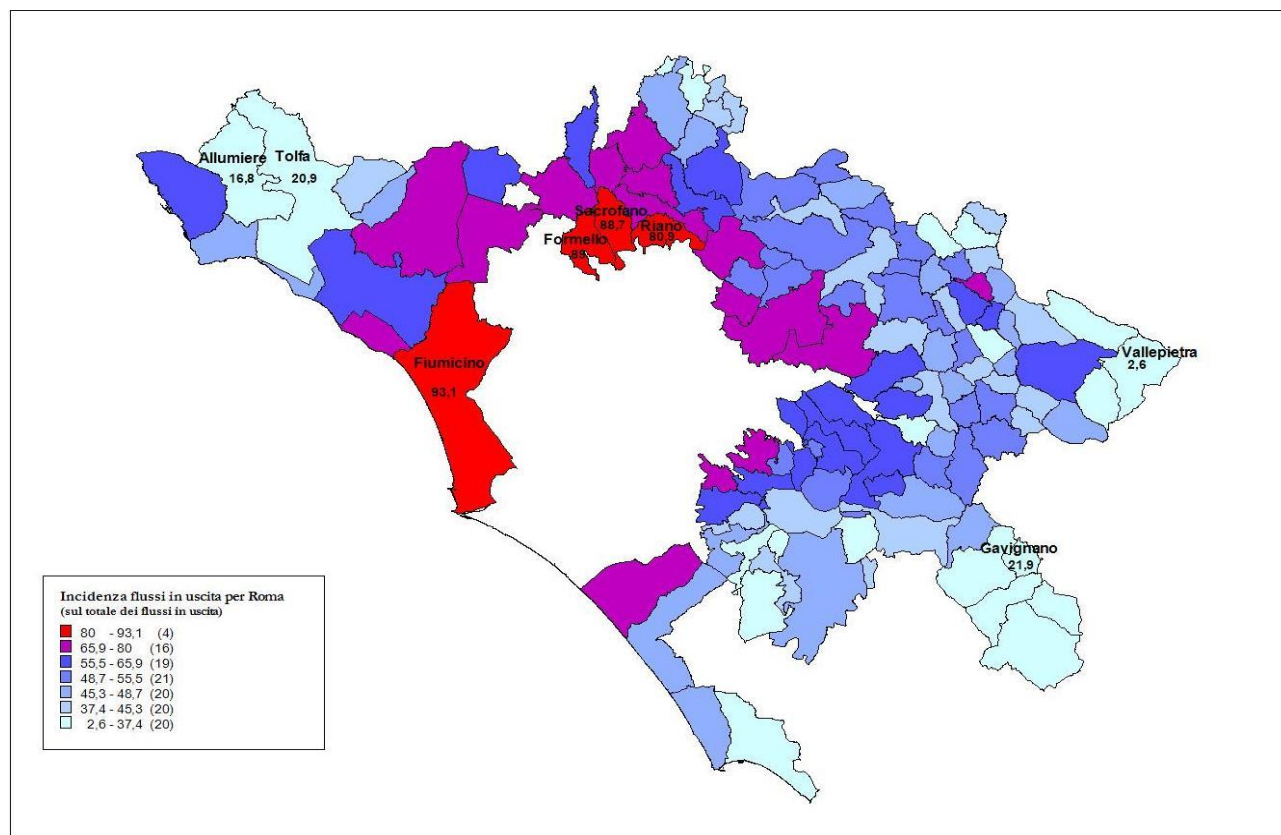 Allumiere
16,8
Tolfa
20,9
Sacrofano
88,7
Riano
80,9
Formello
89
Fiumicino
93,1
Vallepietra
2,6
Gavignano
21,9
Incidenza flussi in uscita per Roma
(sul totale dei flussi in uscita)
80 - 93,1 (4)
65,9 - 80 (16)
55,5 - 65,9 (19)
48,7 - 55,5 (21)
45,3 - 48,7 (20)
37,4 - 45,3 (20)
2,6 - 37,4 (20)